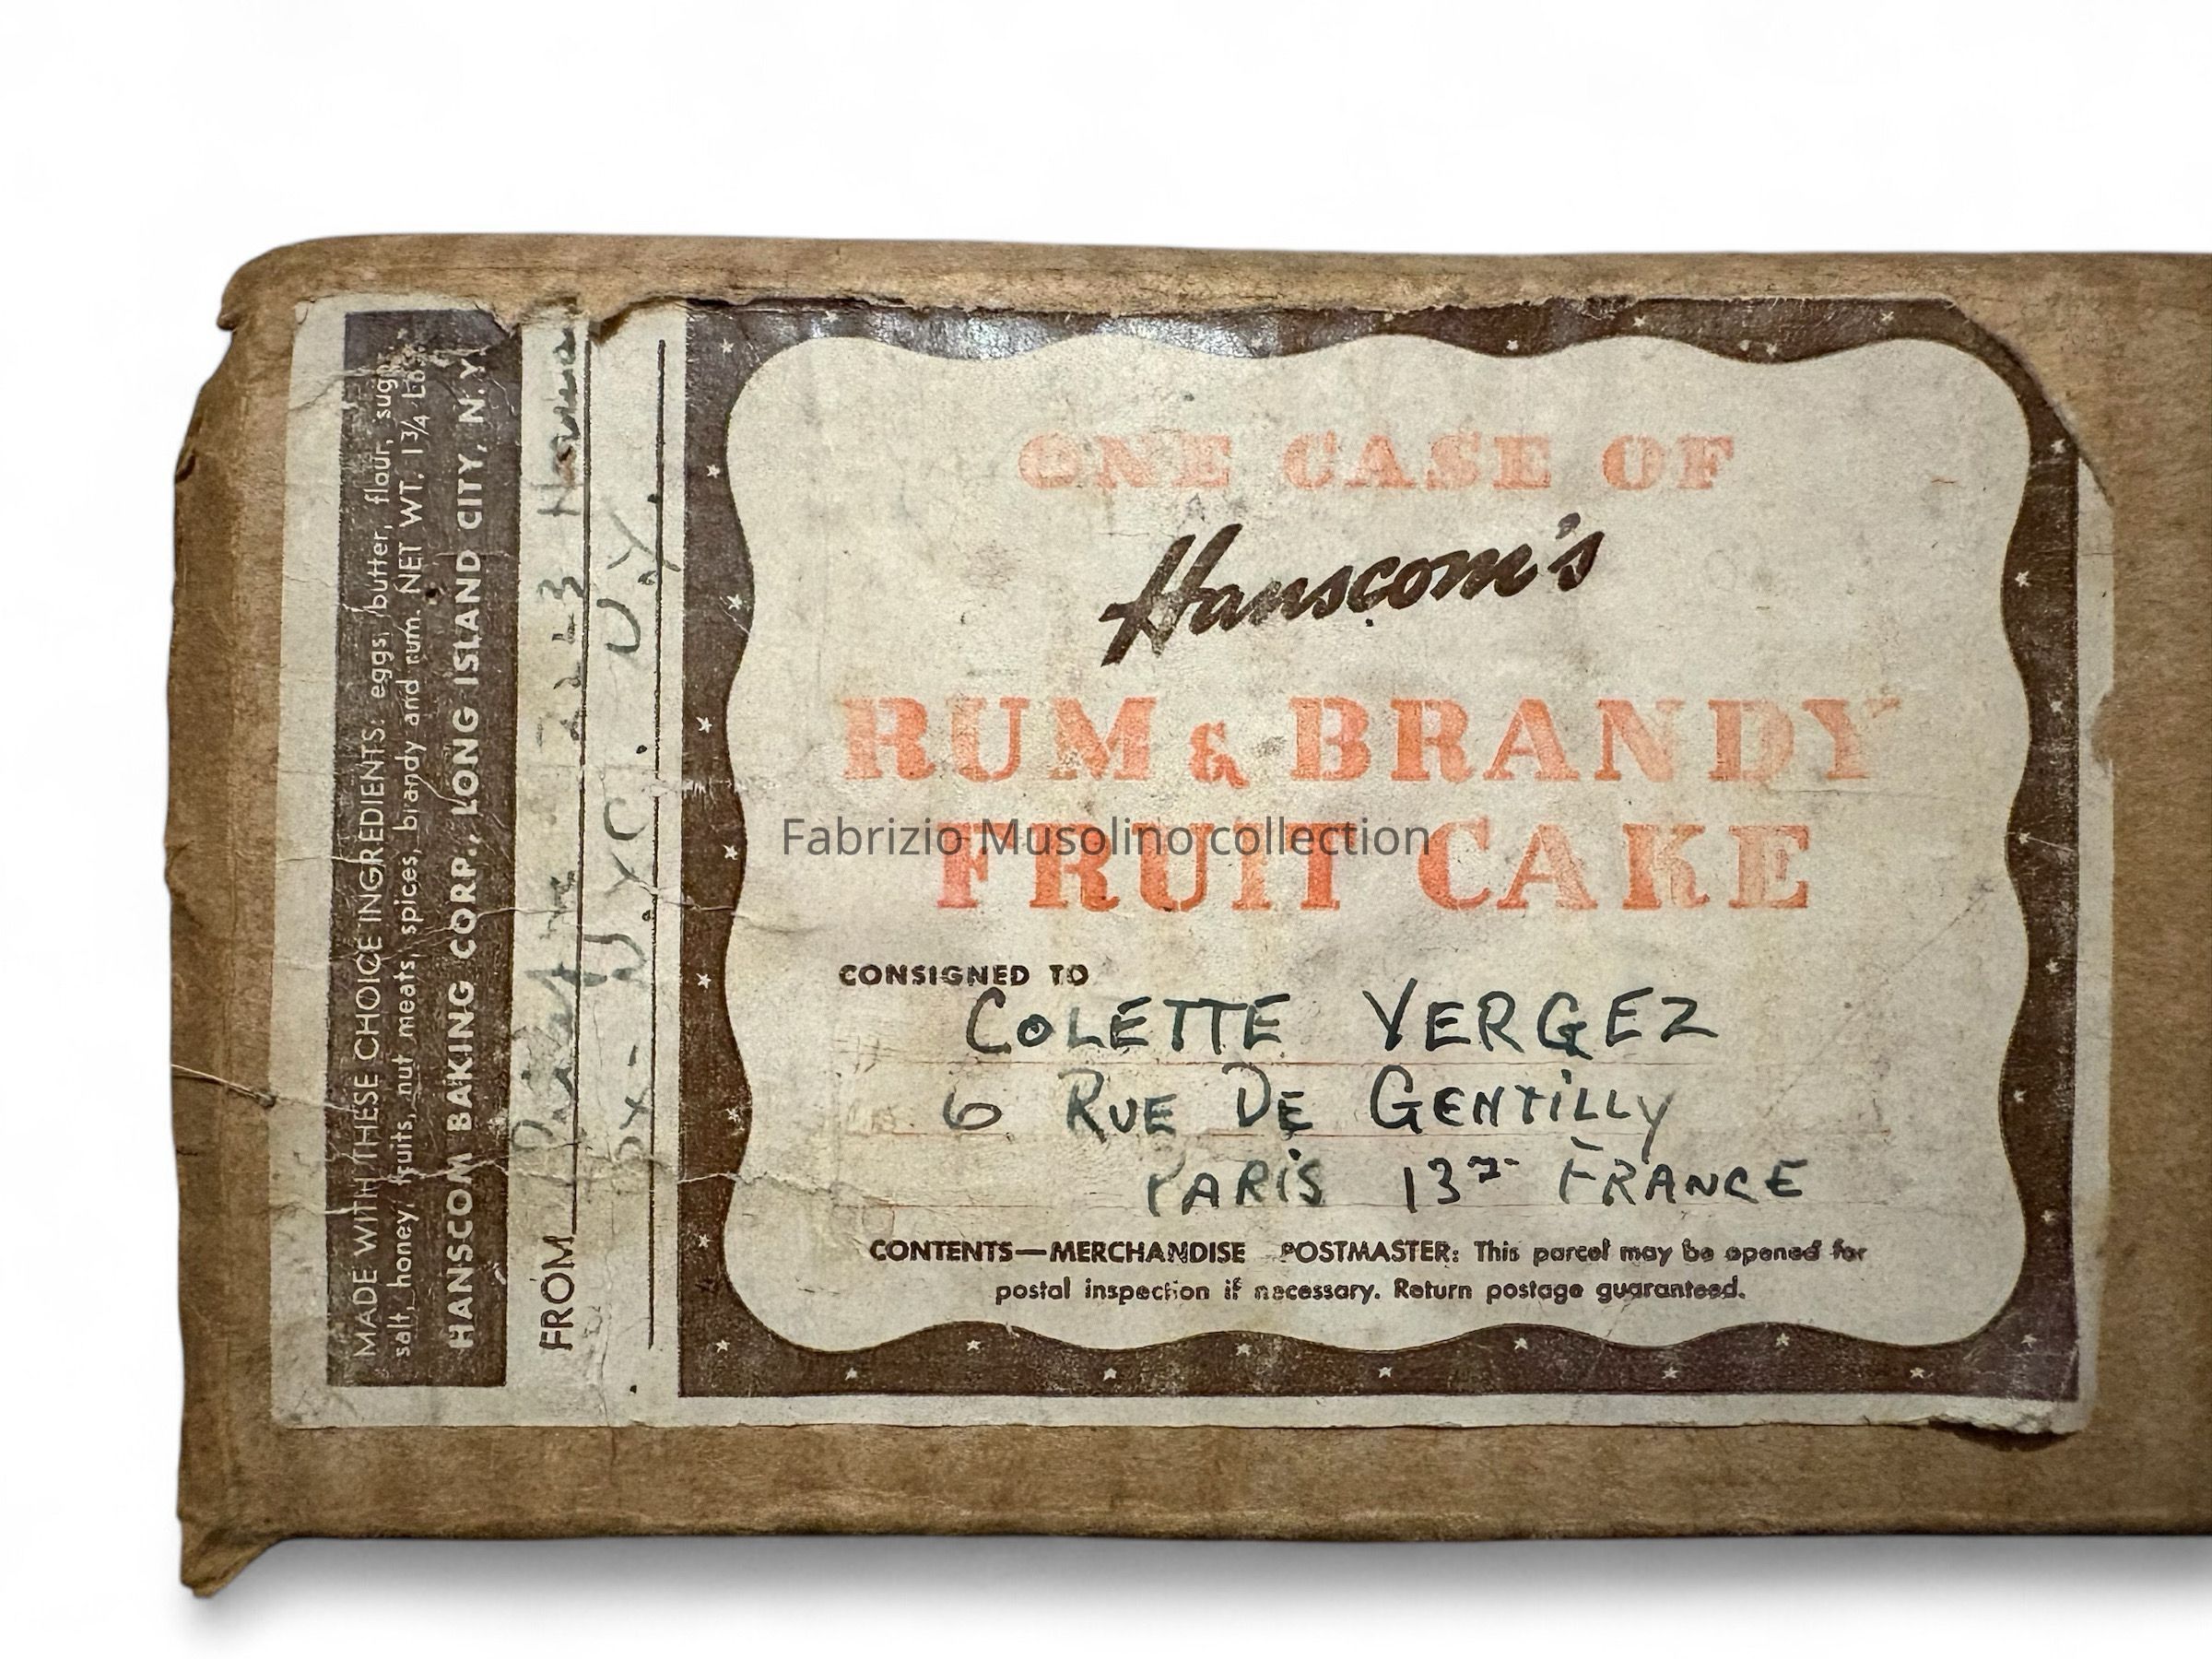 MADE WITH THESE CHOICE INGREDIENTS: eggs, butter, flour, sugar
salt, honey, fruits, nut meats, spices, brandy and rum. NET WT. 1¾ Lbs.
HANSCOM BAKING CORP., LONG ISLAND CITY, N.Y.
FROM 2223
Bx- N.Y.C. N.Y.
ONE CASE OF
Hanscom's
RUM & BRANDY
FRUIT CAKE
Fabrizio Musolino collection
CONSIGNED TO
COLETTE VERGEZ
6 RUE DE GENTILLY
PARIS 13 FRANCE
CONTENTS—MERCHANDISE POSTMASTER: This parcel may be opened for
postal inspection if necessary. Return postage guaranteed.